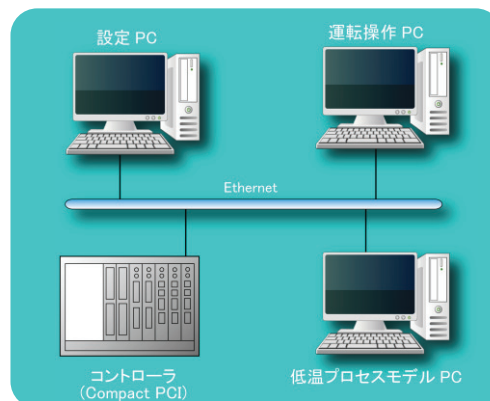 設定 PC
運転操作 PC
Ethernet
コントローラ
(Compact PCI)
低温プロセスモデル PC